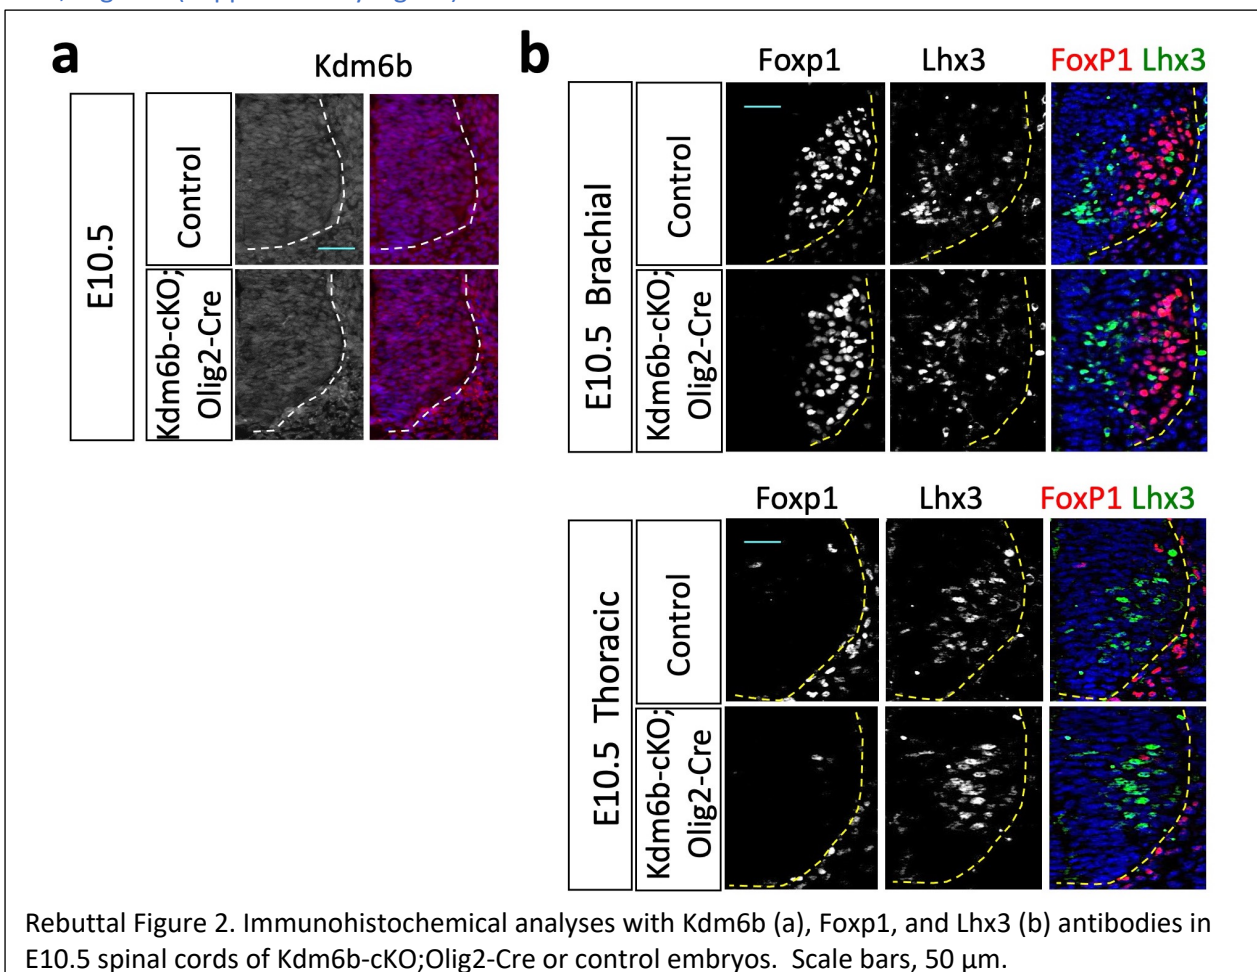 a
Kdm6b
E10.5
Control
Kdm6b-cKO;
Olig2-Cre
b
Foxp1 Lhx3 FoxP1 Lhx3
E10.5 Brachial
Control
Kdm6b-cKO;
Olig2-Cre
Foxp1 Lhx3 FoxP1 Lhx3
E10.5 Thoracic
Control
Kdm6b-cKO;
Olig2-Cre
Rebuttal Figure 2. Immunohistochemical analyses with Kdm6b (a), Foxp1, and Lhx3 (b) antibodies in
E10.5 spinal cords of Kdm6b-cKO;Olig2-Cre or control embryos. Scale bars, 50 μm.